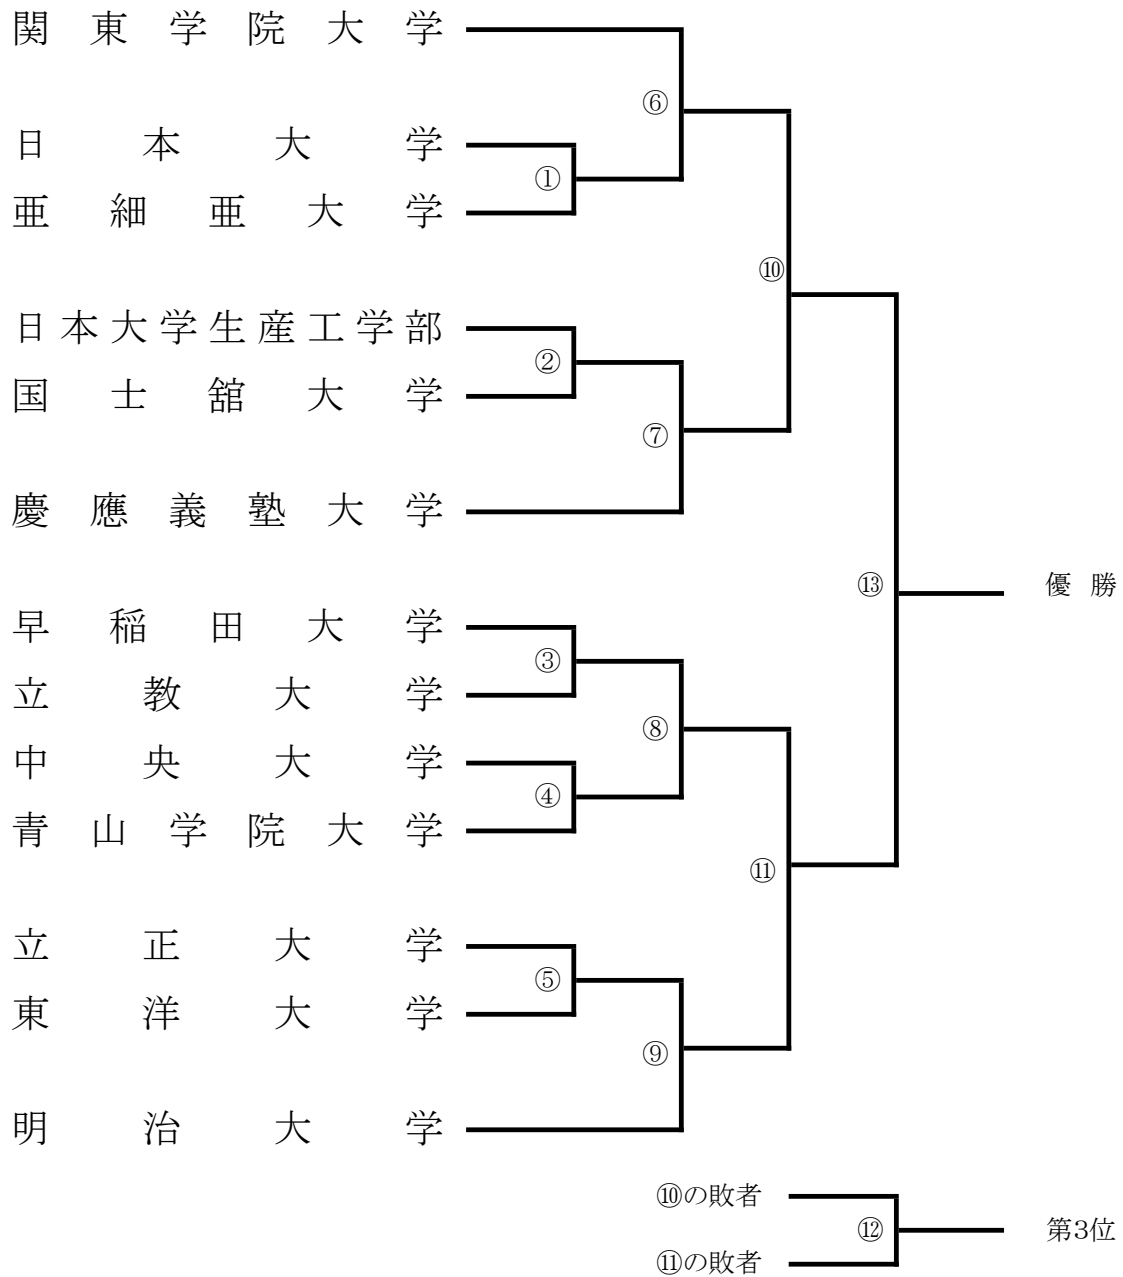 関東学院大学
⑥
日本大学
①
亜細亜大学
⑩
日本大学生産工学部
②
国士舘大学
⑦
慶應義塾大学
⑬
優勝
早稲田大学
③
立教大学
⑧
中央大学
④
青山学院大学
⑪
立正大学
⑤
東洋大学
⑨
明治大学
⑩の敗者
⑫
第3位
⑪の敗者